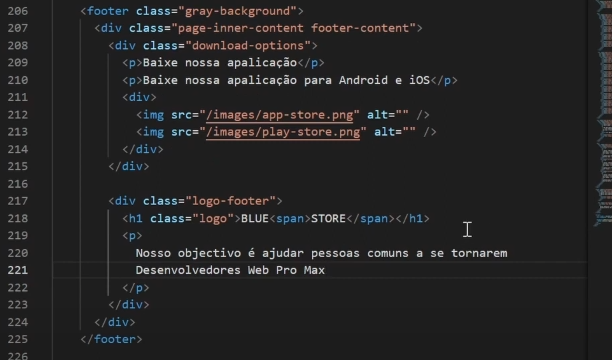 206 <footer class="gray-background">
207 <div class="page-inner-content footer-content">
208 <div class="download-options">
209 <p>Baixe nossa apalicação</p>
210 <p>Baixe nossa apalicação para Android e iOS</p>
211 <div>
212 <img src="/images/app-store.png" alt="" />
213 <img src="/images/play-store.png" alt="" />
214 </div>
215 </div>
216
217 <div class="logo-footer">
218 <h1 class="logo">BLUE<span>STORE</span></h1>
219 <p>
220 Nosso objectivo é ajudar pessoas comuns a se tornarem
221 Desenvolvedores Web Pro Max
222 </p>
223 </div>
224 </div>
225 </footer>
226